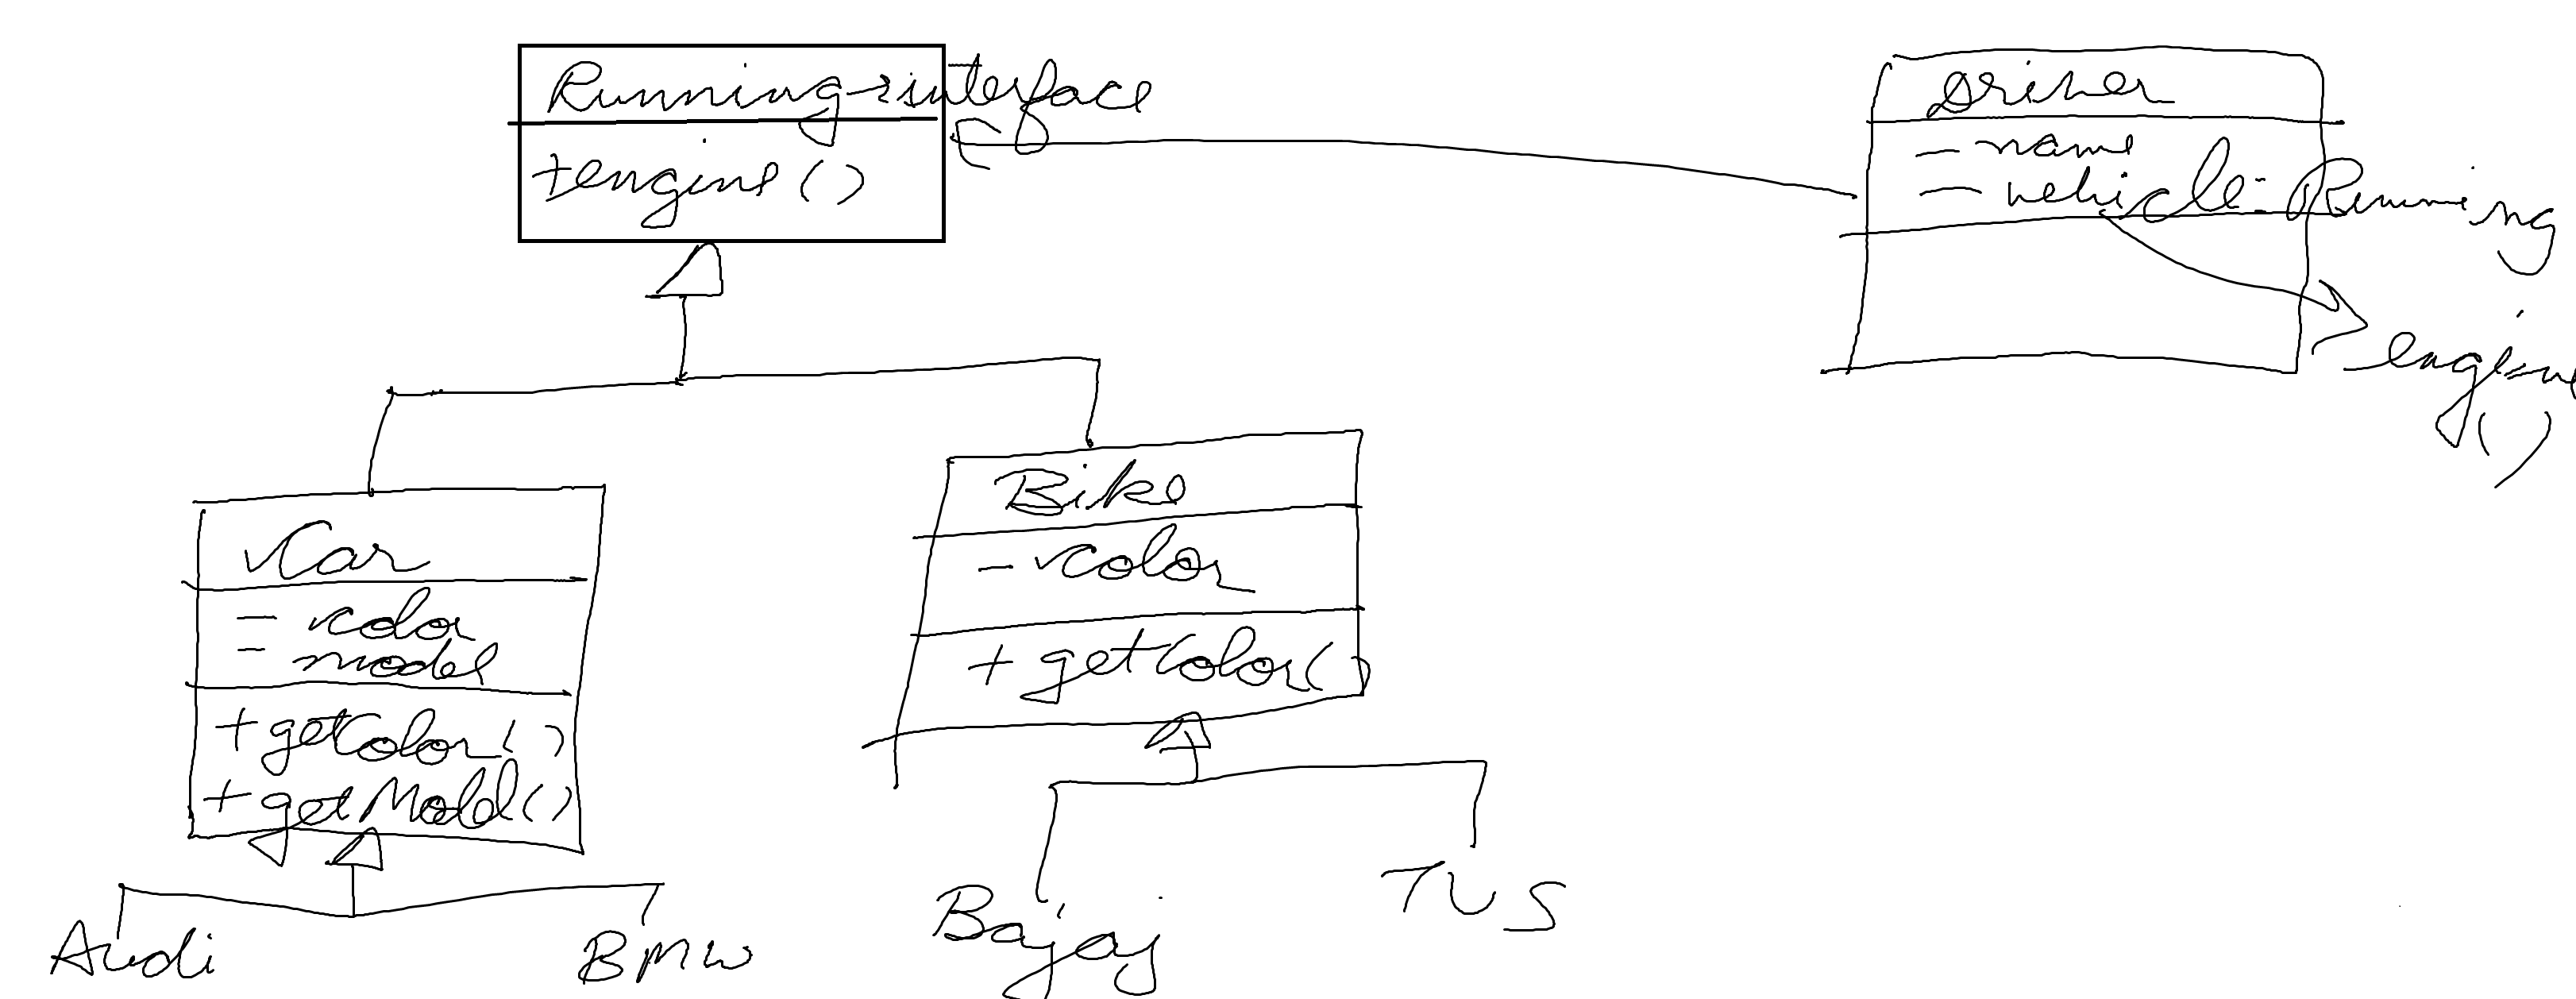 Running → interface
+engine()
Driver
- name
- vehicle : Running
engine
()
Car
- color
- model
+getColor()
+getModel()
Bike
- color
+ getColor()
Audi
BMW
Bajaj
TVS